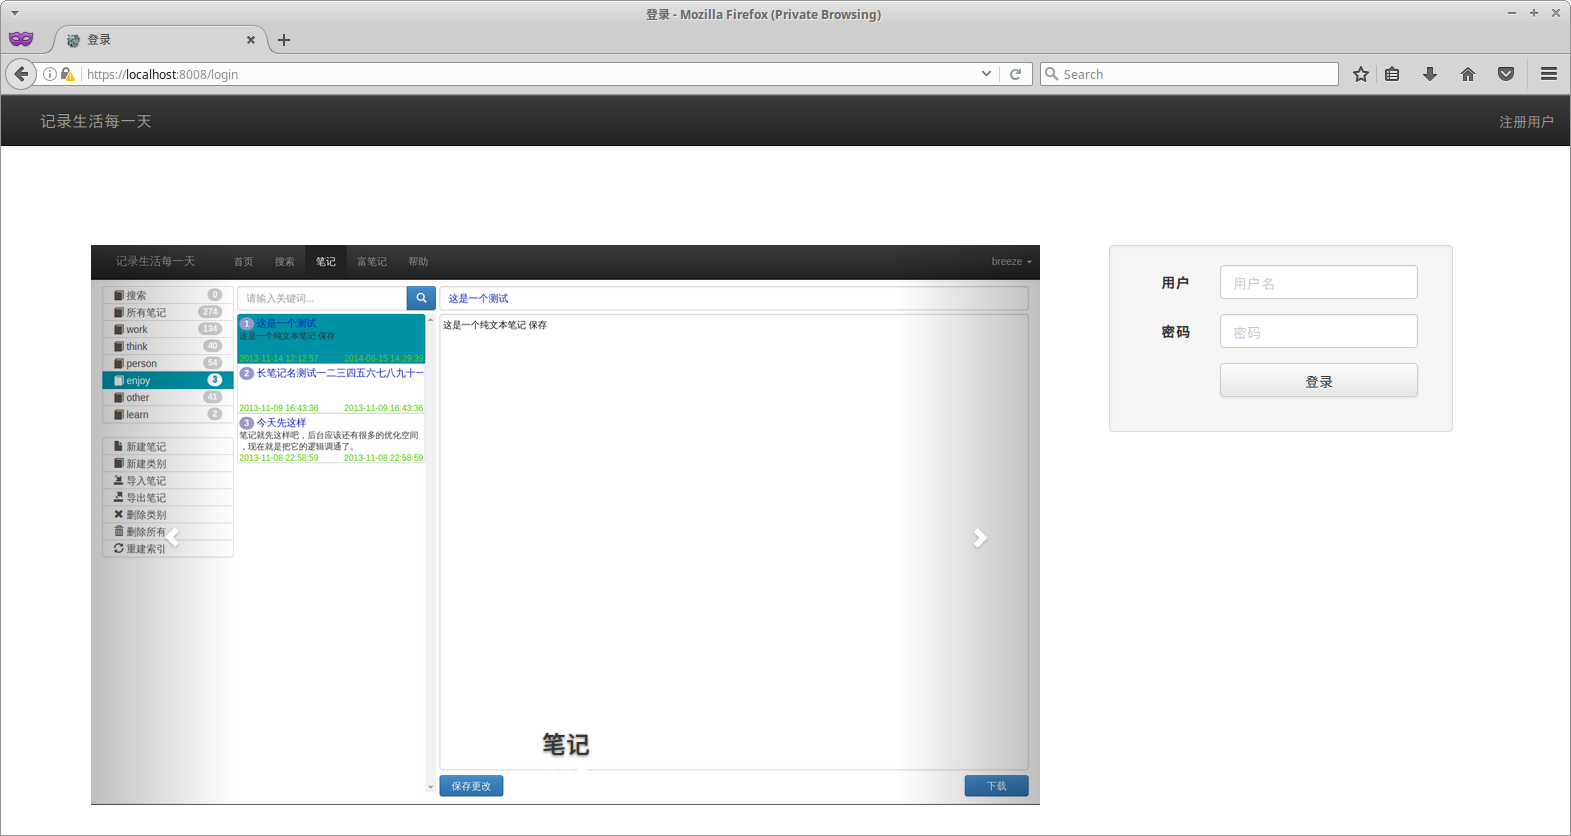 登录 - Mozilla Firefox (Private Browsing)
登录
https://localhost:8008/login
Search
记录生活每一天
注册用户
记录生活每一天 首页 搜索 笔记 富笔记 帮助 breeze
搜索 0
所有笔记 274
work 134
think 40
person 54
enjoy 3
other 41
learn 2
新建笔记
新建类别
导入笔记
导出笔记
删除类别
删除所有
重建索引
请输入关键词...
1 这是一个测试
这是一个纯文本笔记 保存
2013-11-14 12:12:57 2014-06-15 14:29:39
2 长笔记名测试一二三四五六七八九十一
2013-11-09 16:43:36 2013-11-09 16:43:36
3 今天先这样
笔记就先这样吧，后台应该还有很多的优化空间
，现在就是把它的逻辑调通了。
2013-11-08 22:58:59 2013-11-08 22:58:59
这是一个测试
这是一个纯文本笔记 保存
笔记
保存更改
下载
用户 用户名
密码 密码
登录